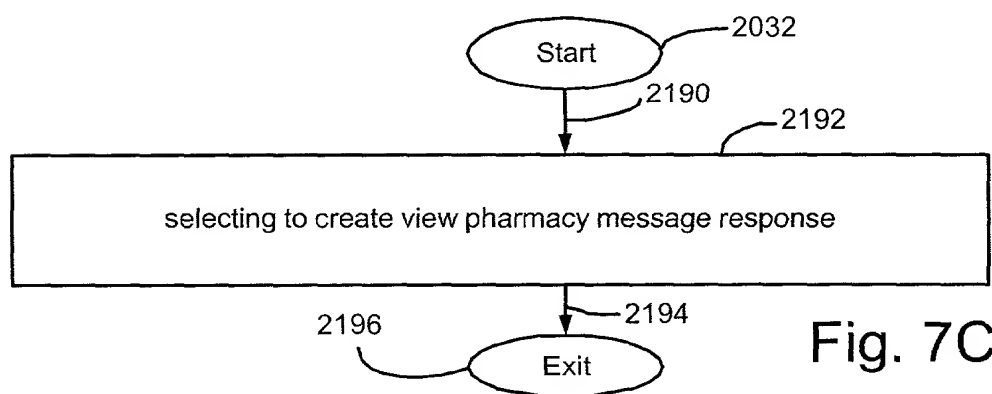 Start
2032
2190
2192
selecting to create view pharmacy message response
2194
2196
Exit
Fig. 7C